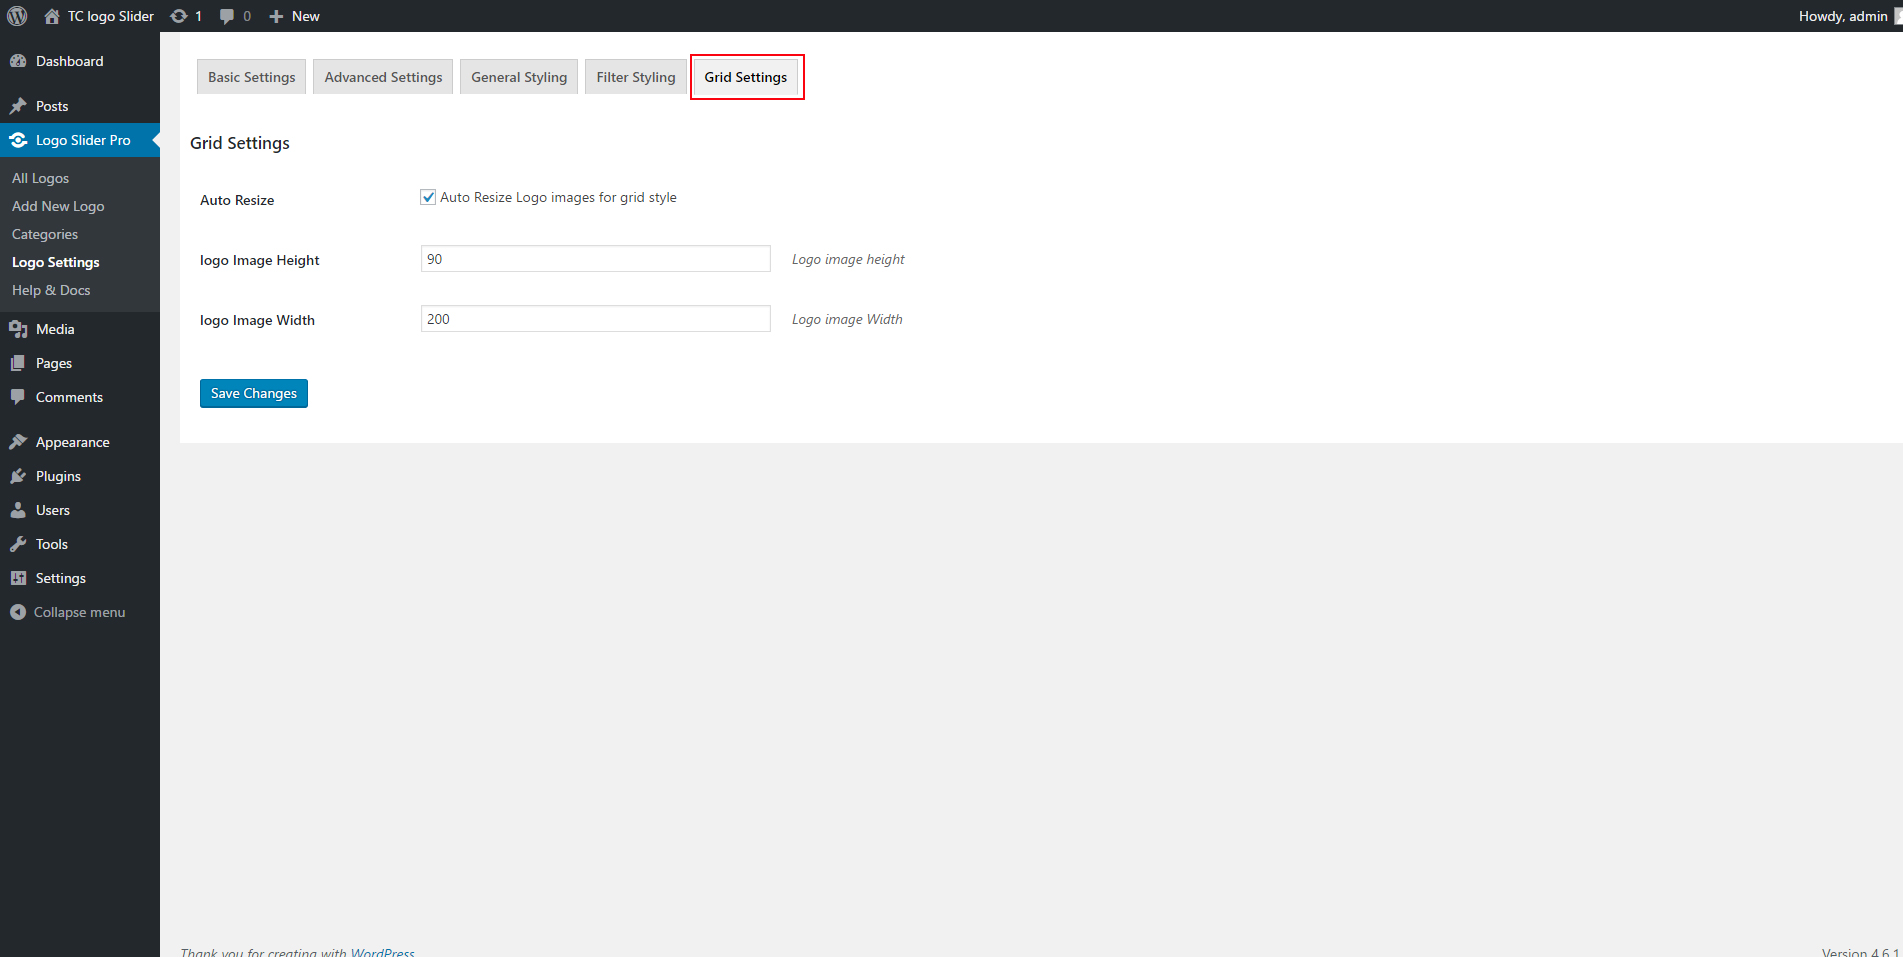 TC logo Slider 1 0 New Howdy, admin
Dashboard
Posts
Logo Slider Pro
All Logos
Add New Logo
Categories
Logo Settings
Help & Docs
Media
Pages
Comments
Appearance
Plugins
Users
Tools
Settings
Collapse menu
Basic Settings Advanced Settings General Styling Filter Styling Grid Settings
Grid Settings
Auto Resize Auto Resize Logo images for grid style
logo Image Height 90 Logo image height
logo Image Width 200 Logo image Width
Save Changes
Thank you for creating with WordPress
Version 4.6.1